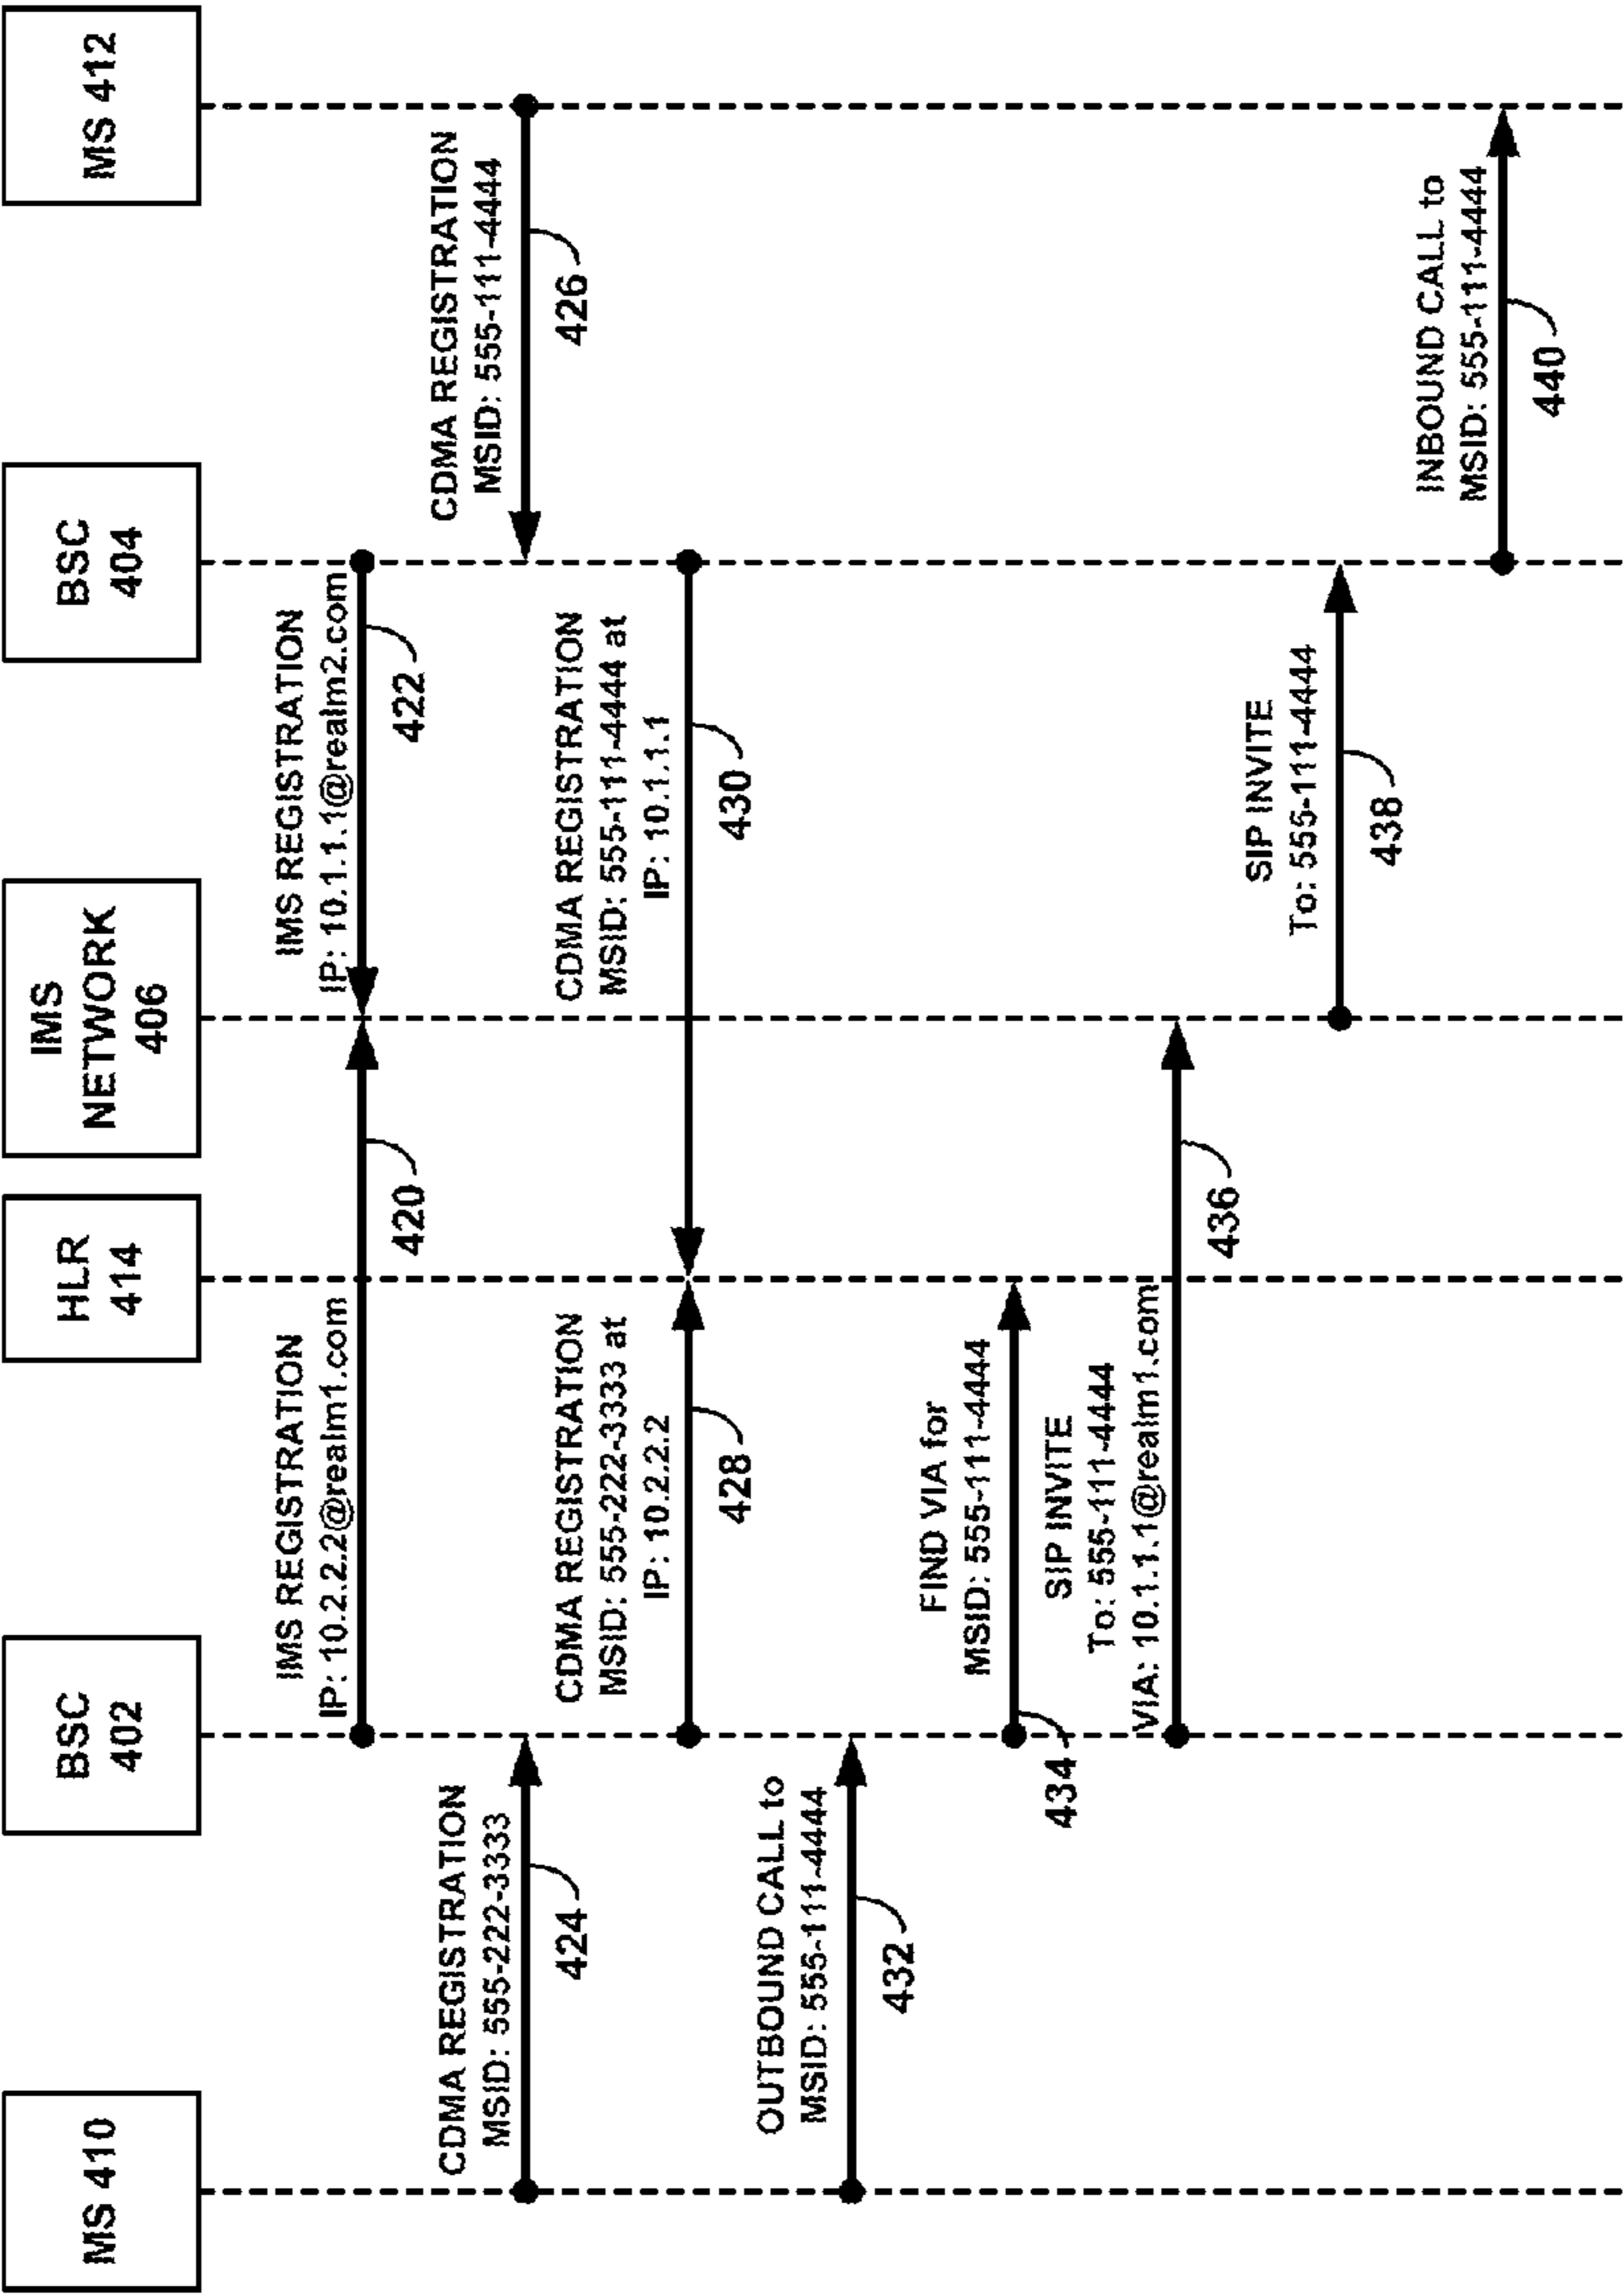 MS 410
BSC
402
HLR
414
IMS
NETWORK
406
BSC
404
MS 412
IMS REGISTRATION
IP: 10.2.2.2@realm1.com
420
IMS REGISTRATION
IP: 10.1.1.1@realm2.com
422
CDMA REGISTRATION
MSID: 555-222-3333
424
CDMA REGISTRATION
MSID: 555-111-4444
426
CDMA REGISTRATION
MSID: 555-222-3333 at
IP: 10.2.2.2
428
CDMA REGISTRATION
MSID: 555-111-4444 at
IP: 10.1.1.1
430
OUTBOUND CALL to
MSID: 555-111-4444
432
FIND VIA for
MSID: 555-111-4444
434
SIP INVITE
To: 555-111-4444
VIA: 10.1.1.1@realm1.com
436
SIP INVITE
To: 555-111-4444
438
INBOUND CALL to
MSID: 555-111-4444
440